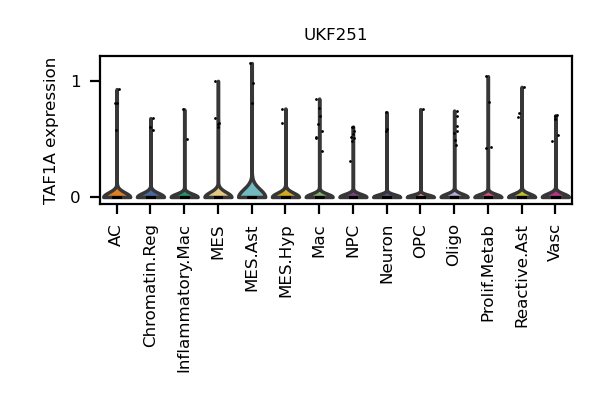 UKF251
TAF1A expression
1
0
AC
Chromatin.Reg
Inflammatory.Mac
MES
MES.Ast
MES.Hyp
Mac
NPC
Neuron
OPC
Oligo
Prolif.Metab
Reactive.Ast
Vasc